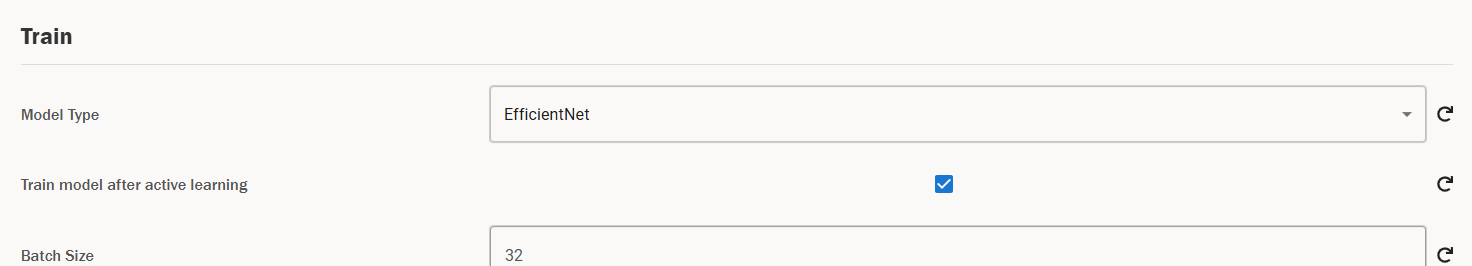 Train
Model Type
EfficientNet
Train model after active learning
Batch Size
32